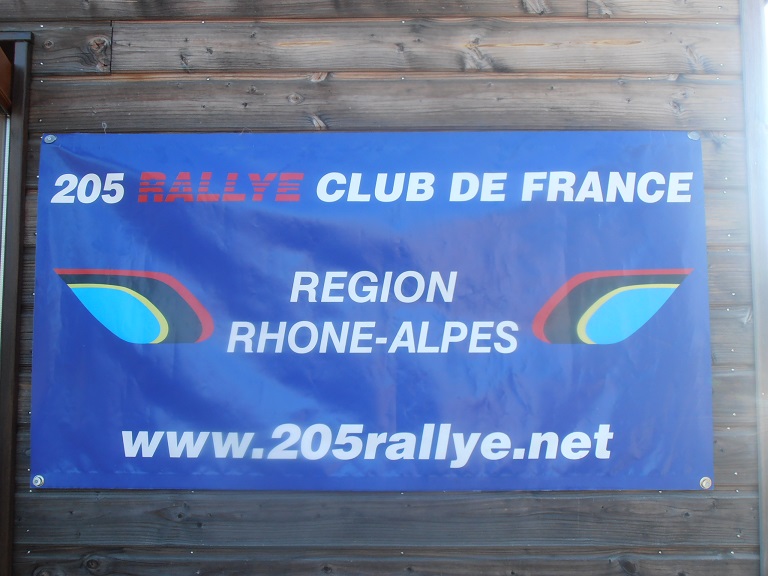 205 RALLYE CLUB DE FRANCE
REGION
RHONE-ALPES
www.205rallye.net